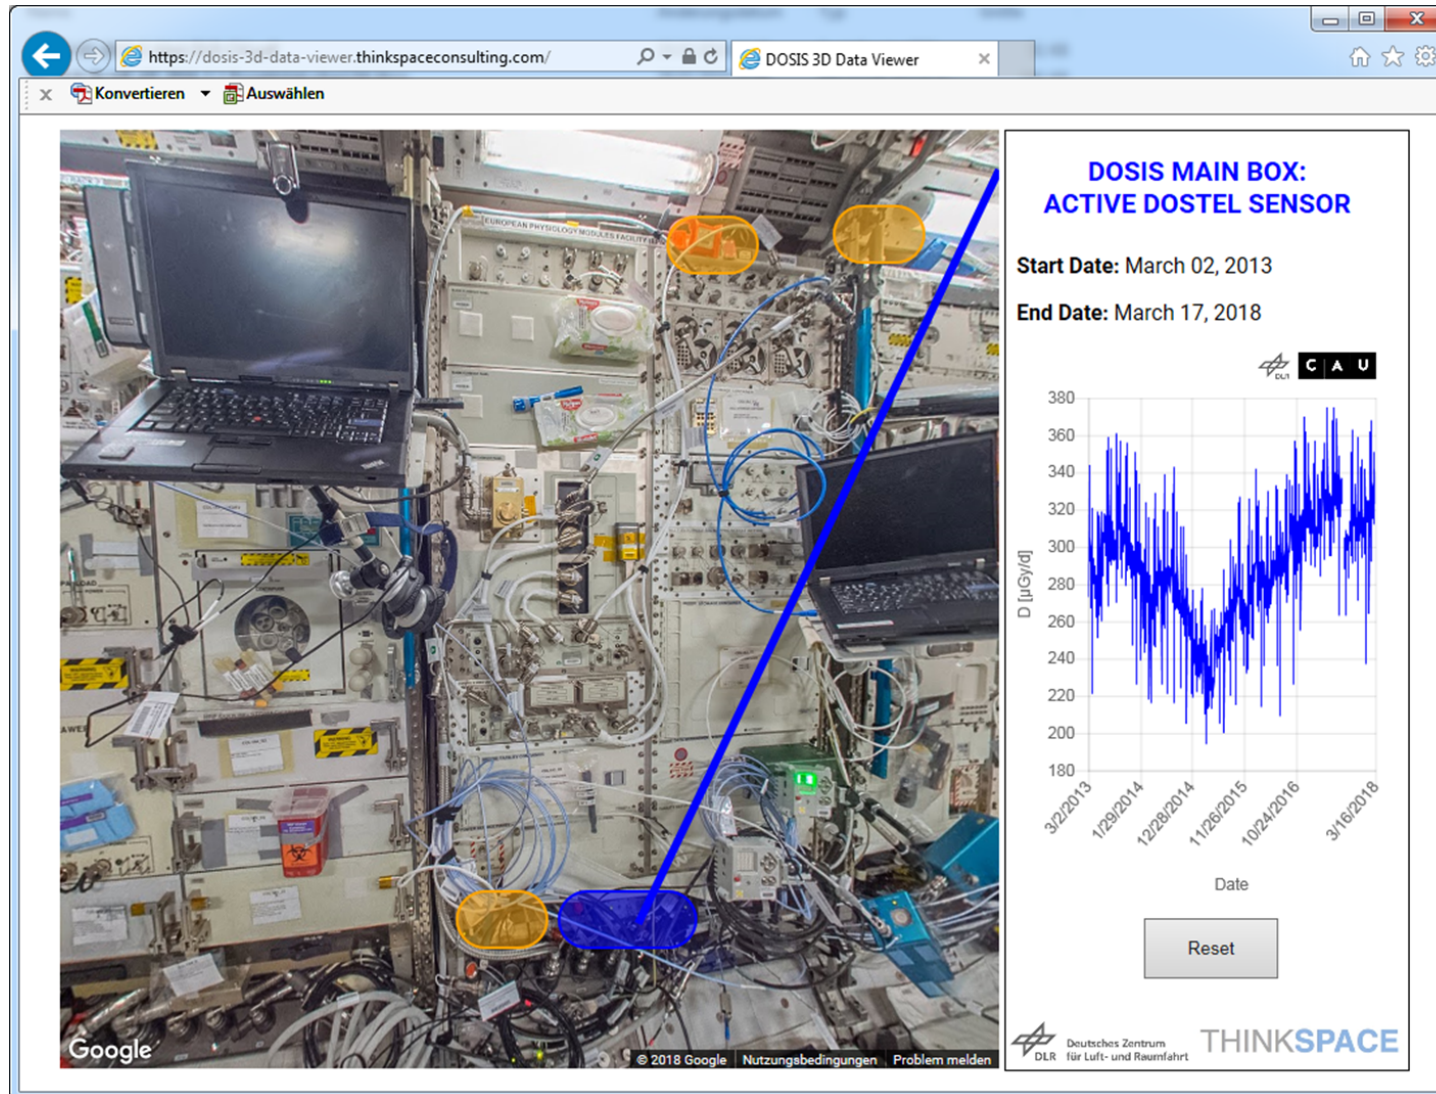 https://dosis-3d-data-viewer.thinkspaceconsulting.com/
DOSIS 3D Data Viewer
Konvertieren
Auswählen
EUROPEAN PHYSIOLOGY MODULES FACILITY
Google
© 2018 Google
Nutzungsbedingungen
Problem melden
DOSIS MAIN BOX:
ACTIVE DOSTEL SENSOR
Start Date: March 02, 2013
End Date: March 17, 2018
DLR
C A U
380
360
340
320
300
280
260
240
220
200
180
D [µGy/d]
3/2/2013
1/29/2014
12/28/2014
11/26/2015
10/24/2016
3/16/2018
Date
Reset
DLR
Deutsches Zentrum
für Luft- und Raumfahrt
THINKSPACE